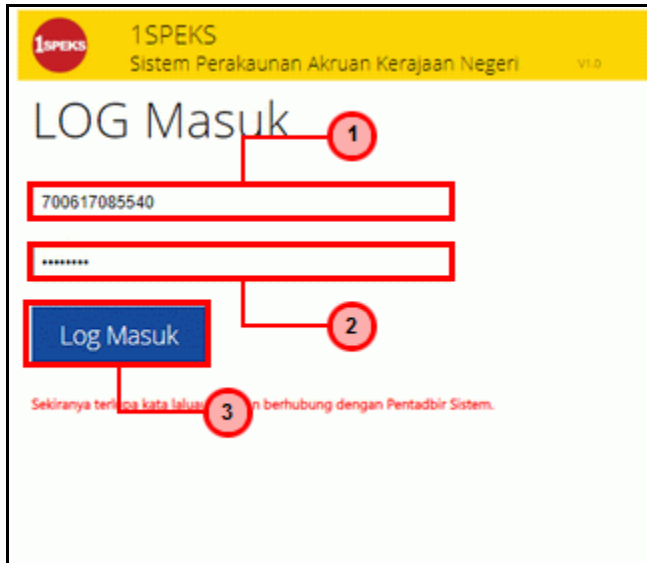 1SPEKS
1SPEKS
Sistem Perakaunan Akruan Kerajaan Negeri V1.0
LOG Masuk
1
700617085540
••••••••
2
Log Masuk
Sekiranya kata berhubung dengan Pentadbir Sistem.
3